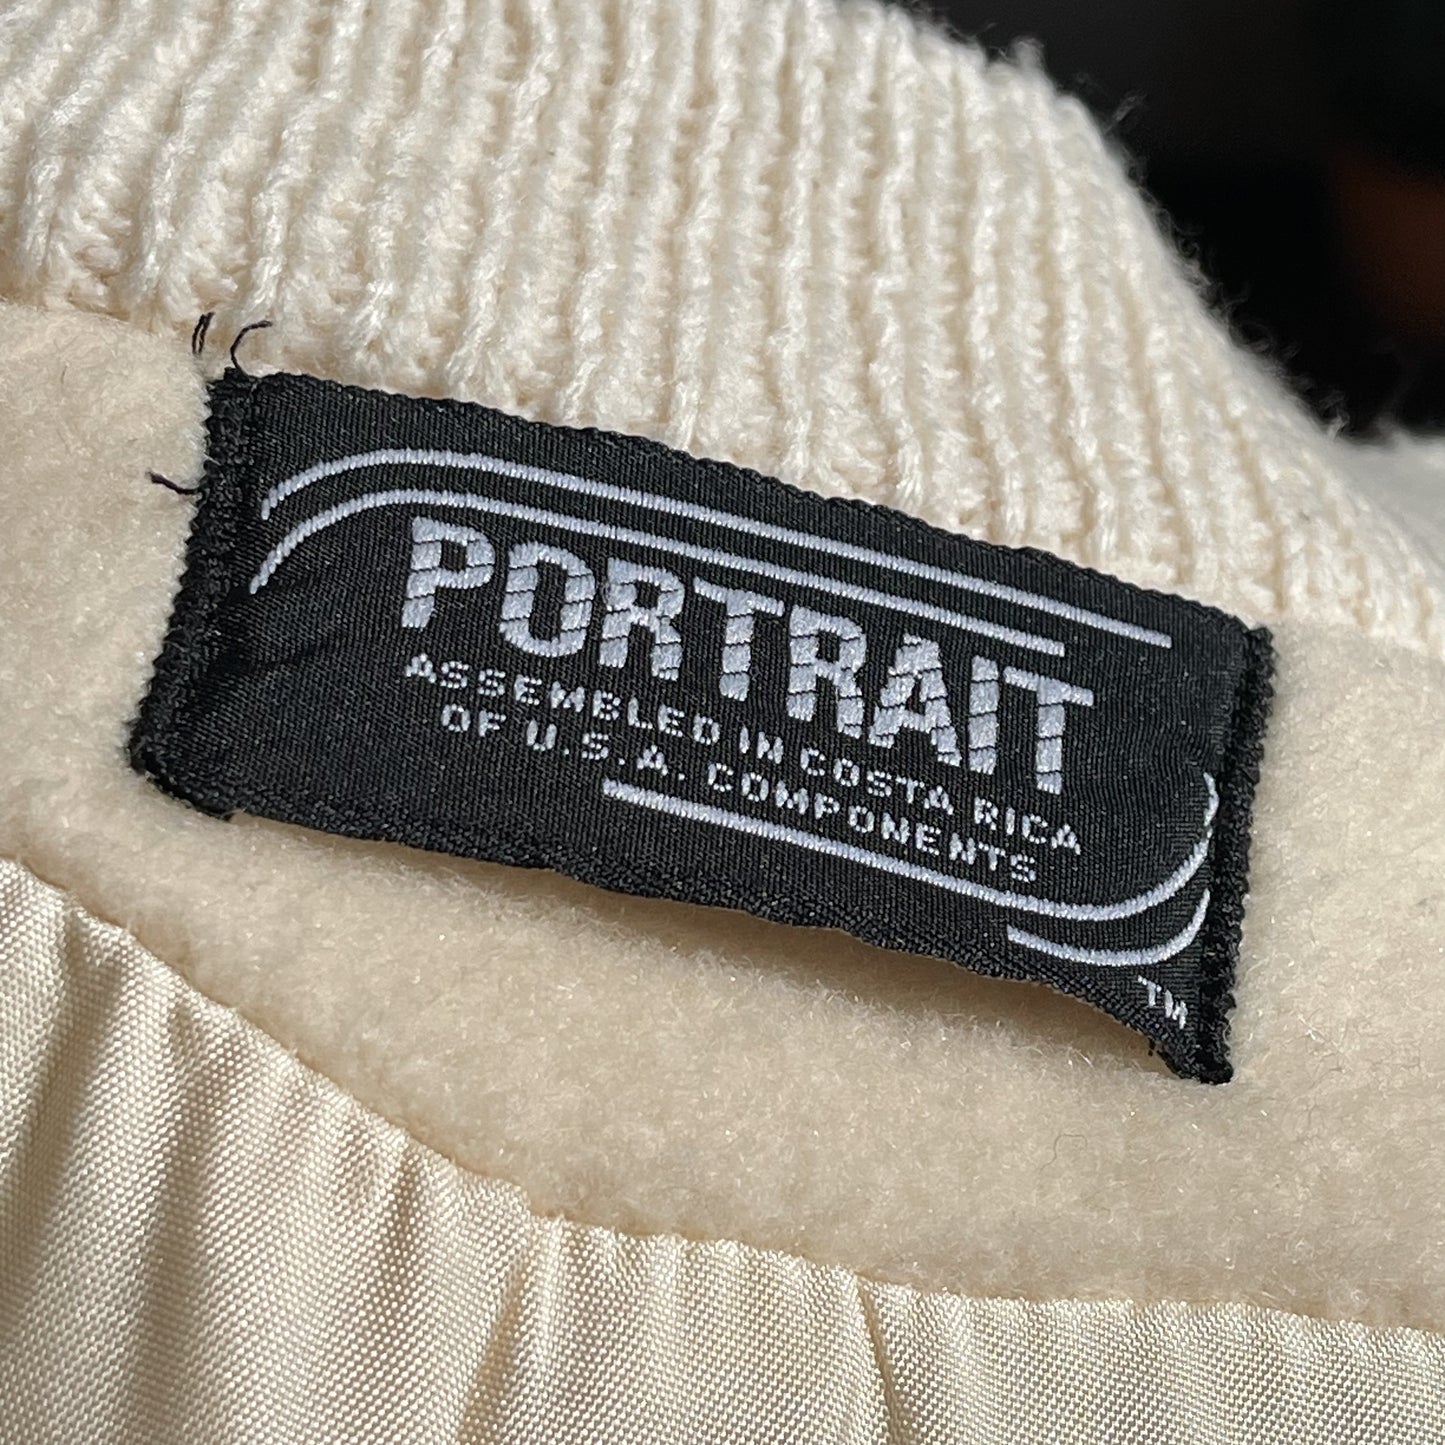 PORTRAIT
ASSEMBLED IN COSTA RICA
OF U.S.A. COMPONENTS
TM